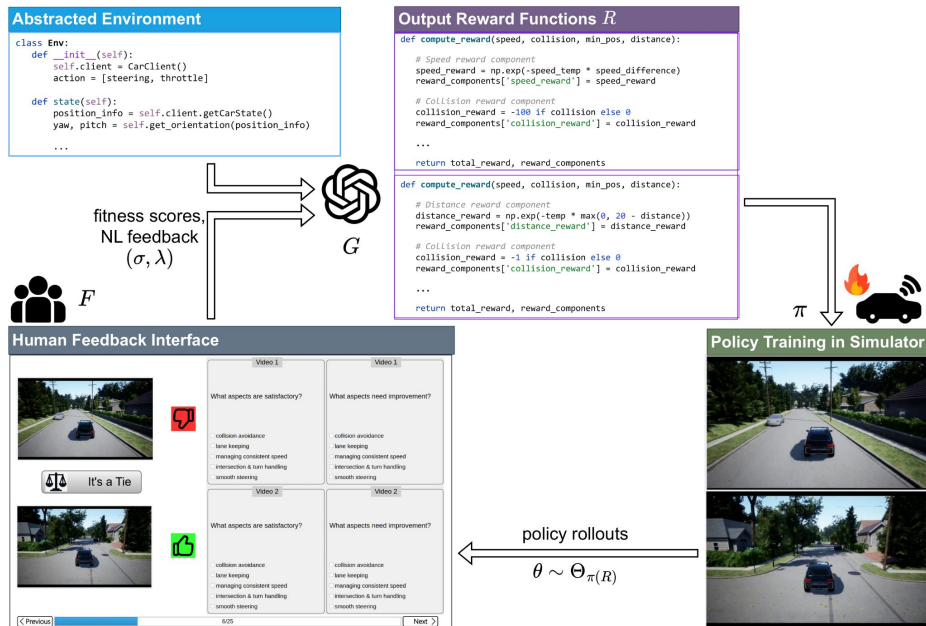 Abstracted Environment
class Env:
def __init__(self):
self.client = CarClient()
action = [steering, throttle]
def state(self):
position_info = self.client.getCarState()
yaw, pitch = self.get_orientation(position_info)
...
Output Reward Functions R
def compute_reward(speed, collision, min_pos, distance):
# Speed reward component
speed_reward = np.exp(-speed_temp * speed_difference)
reward_components['speed_reward'] = speed_reward
# Collision reward component
collision_reward = -100 if collision else 0
reward_components['collision_reward'] = collision_reward
...
return total_reward, reward_components
def compute_reward(speed, collision, min_pos, distance):
# Distance reward component
distance_reward = np.exp(-temp * max(0, 20 - distance))
reward_components['distance_reward'] = distance_reward
# Collision reward component
collision_reward = -1 if collision else 0
reward_components['collision_reward'] = collision_reward
...
return total_reward, reward_components
fitness scores,
NL feedback
(σ, λ)
G
F
π
Human Feedback Interface
Video 1
What aspects are satisfactory?
collision avoidance
lane keeping
managing consistent speed
intersection & turn handling
smooth steering
Video 1
What aspects need improvement?
collision avoidance
lane keeping
managing consistent speed
intersection & turn handling
smooth steering
It's a Tie
Video 2
What aspects are satisfactory?
collision avoidance
lane keeping
managing consistent speed
intersection & turn handling
smooth steering
Video 2
What aspects need improvement?
collision avoidance
lane keeping
managing consistent speed
intersection & turn handling
smooth steering
< Previous
6/25
Next >
policy rollouts
θ ∼ Θπ(R)
Policy Training in Simulator